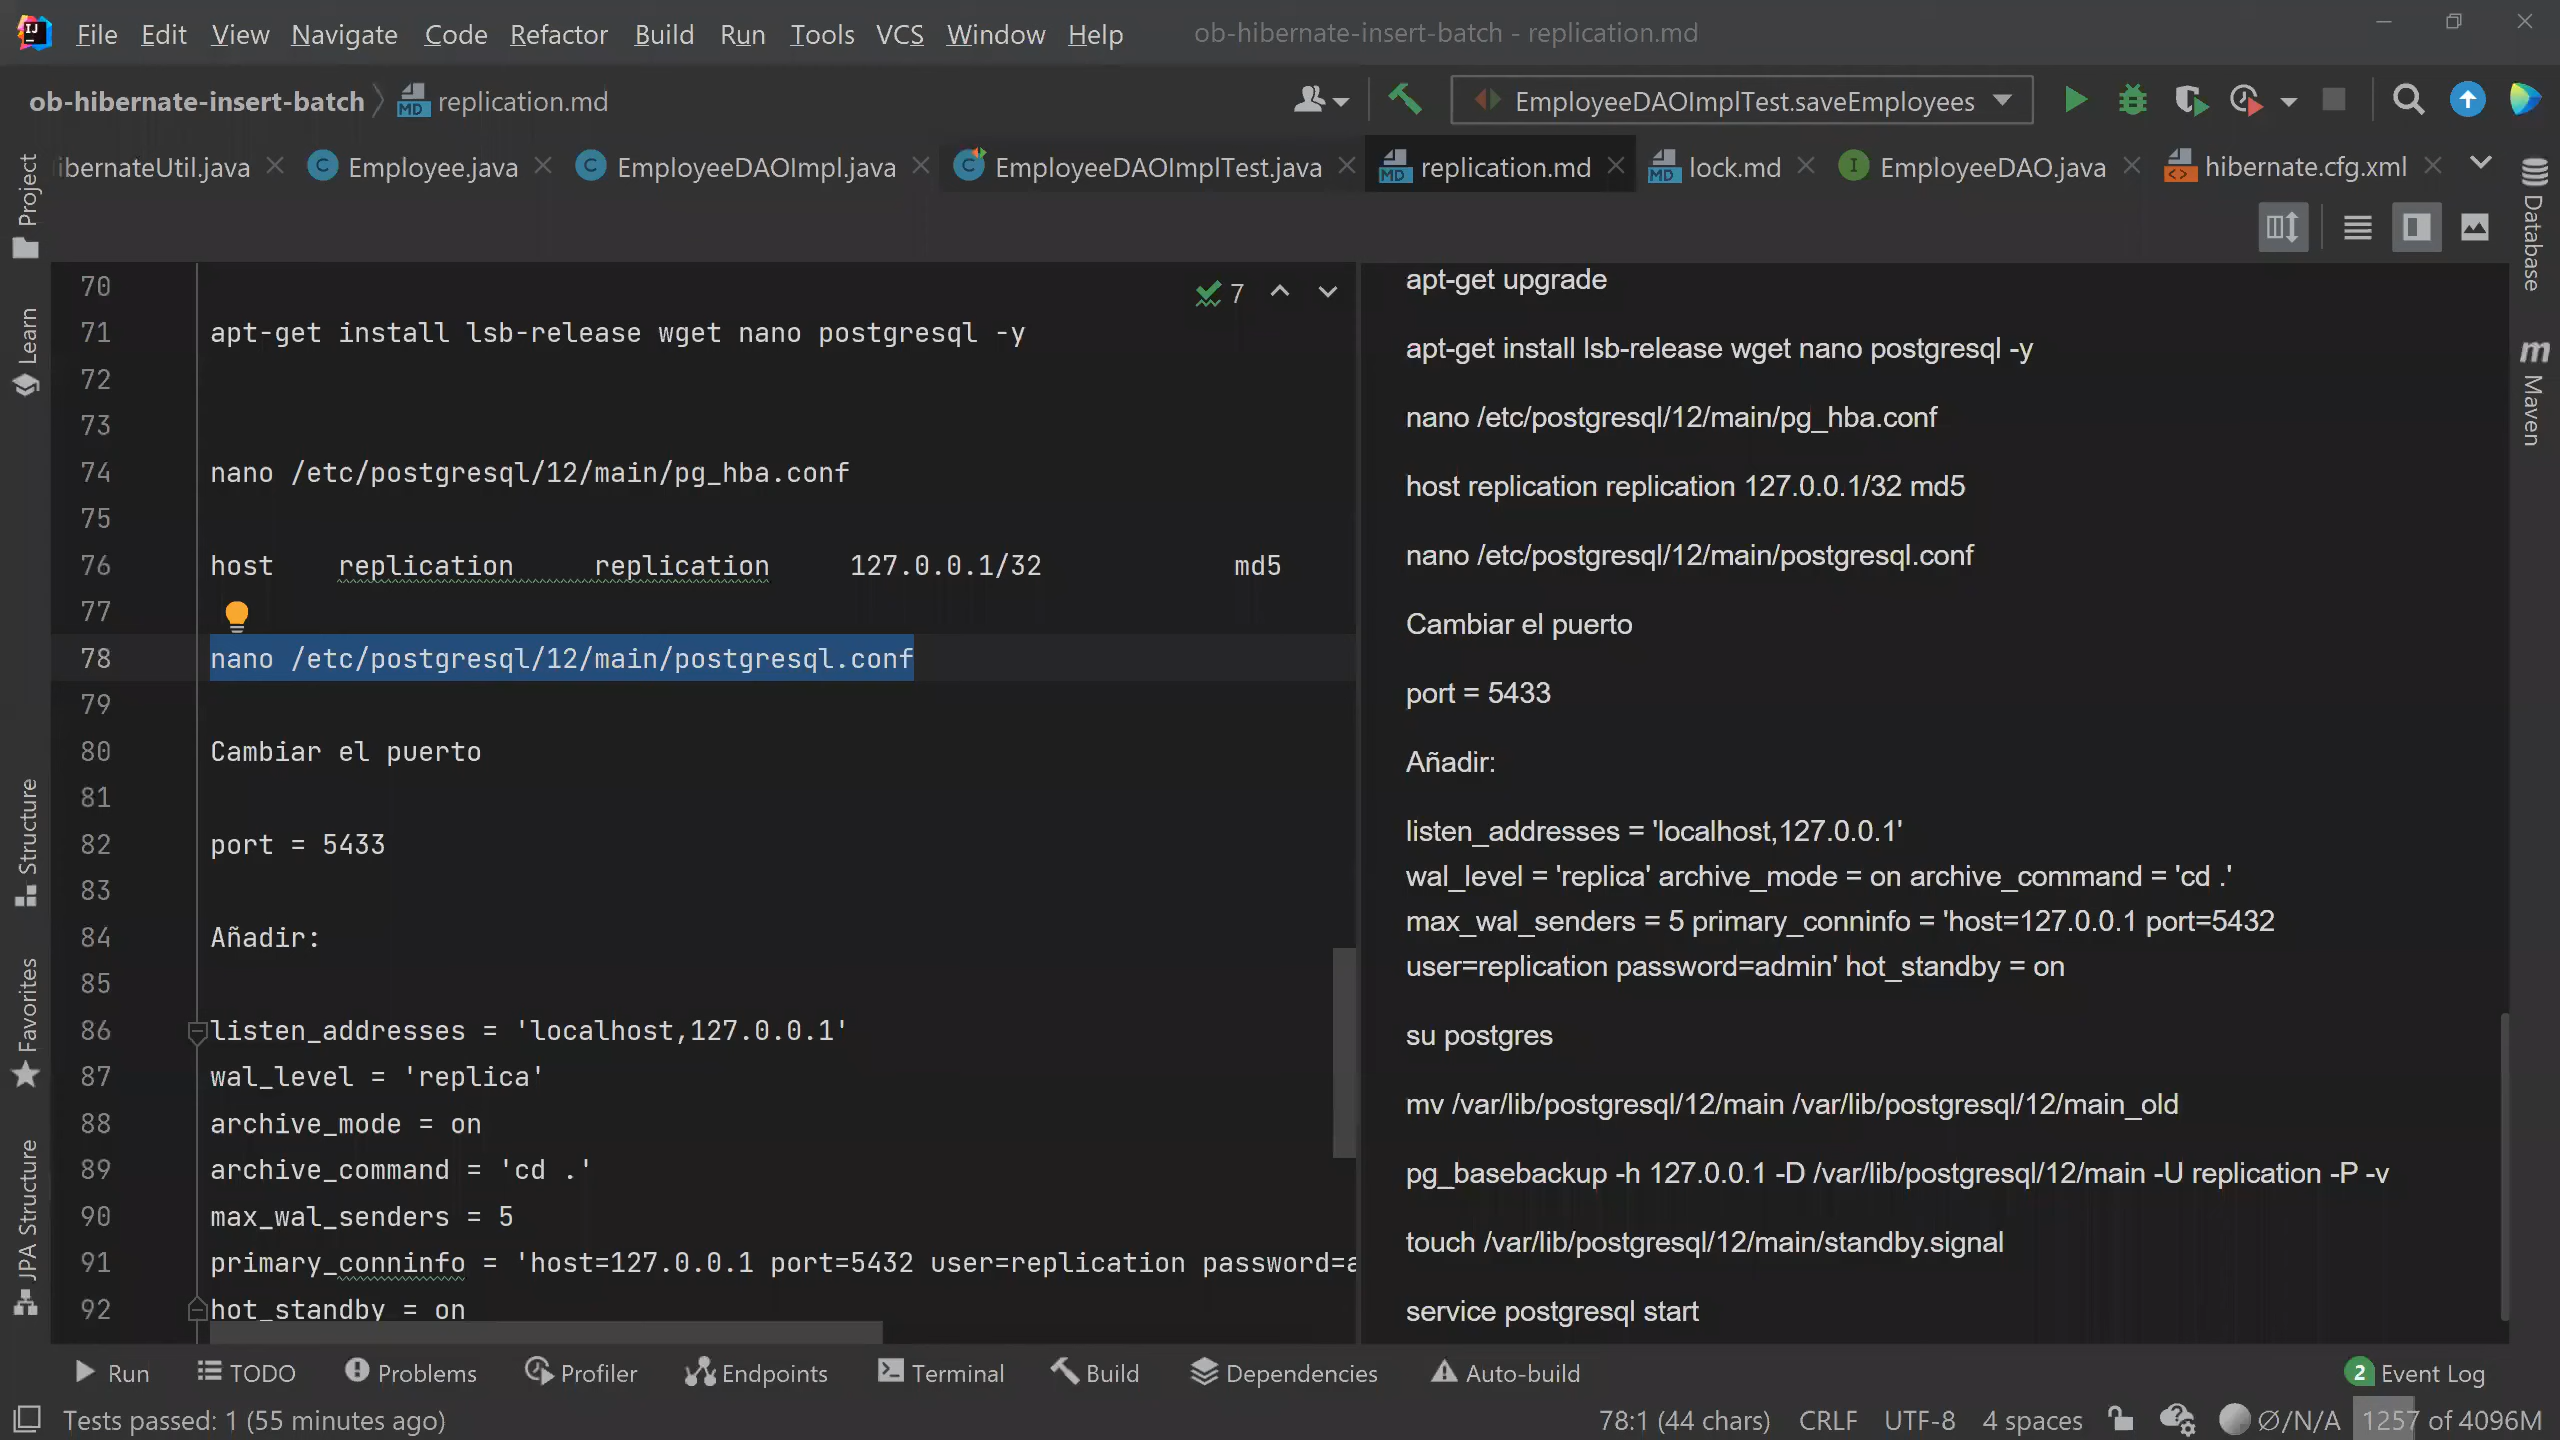 File Edit View Navigate Code Refactor Build Run Tools VCS Window Help ob-hibernate-insert-batch - replication.md
ob-hibernate-insert-batch replication.md EmployeeDAOImplTest.saveEmployees
ibernateUtil.java Employee.java EmployeeDAOImpl.java EmployeeDAOImplTest.java replication.md lock.md EmployeeDAO.java hibernate.cfg.xml
Project
Learn
Structure
Favorites
JPA Structure
7
70
71 apt-get install lsb-release wget nano postgresql -y
72
73
74 nano /etc/postgresql/12/main/pg_hba.conf
75
76 host replication replication 127.0.0.1/32 md5
77
78 nano /etc/postgresql/12/main/postgresql.conf
79
80 Cambiar el puerto
81
82 port = 5433
83
84 Añadir:
85
86 listen_addresses = 'localhost,127.0.0.1'
87 wal_level = 'replica'
88 archive_mode = on
89 archive_command = 'cd .'
90 max_wal_senders = 5
91 primary_conninfo = 'host=127.0.0.1 port=5432 user=replication password=a
92 hot_standby = on
apt-get upgrade
apt-get install lsb-release wget nano postgresql -y
nano /etc/postgresql/12/main/pg_hba.conf
host replication replication 127.0.0.1/32 md5
nano /etc/postgresql/12/main/postgresql.conf
Cambiar el puerto
port = 5433
Añadir:
listen_addresses = 'localhost,127.0.0.1'
wal_level = 'replica' archive_mode = on archive_command = 'cd .'
max_wal_senders = 5 primary_conninfo = 'host=127.0.0.1 port=5432
user=replication password=admin' hot_standby = on
su postgres
mv /var/lib/postgresql/12/main /var/lib/postgresql/12/main_old
pg_basebackup -h 127.0.0.1 -D /var/lib/postgresql/12/main -U replication -P -v
touch /var/lib/postgresql/12/main/standby.signal
service postgresql start
Database
Maven
Run TODO Problems Profiler Endpoints Terminal Build Dependencies Auto-build 2 Event Log
Tests passed: 1 (55 minutes ago) 78:1 (44 chars) CRLF UTF-8 4 spaces Ø/N/A 1257 of 4096M